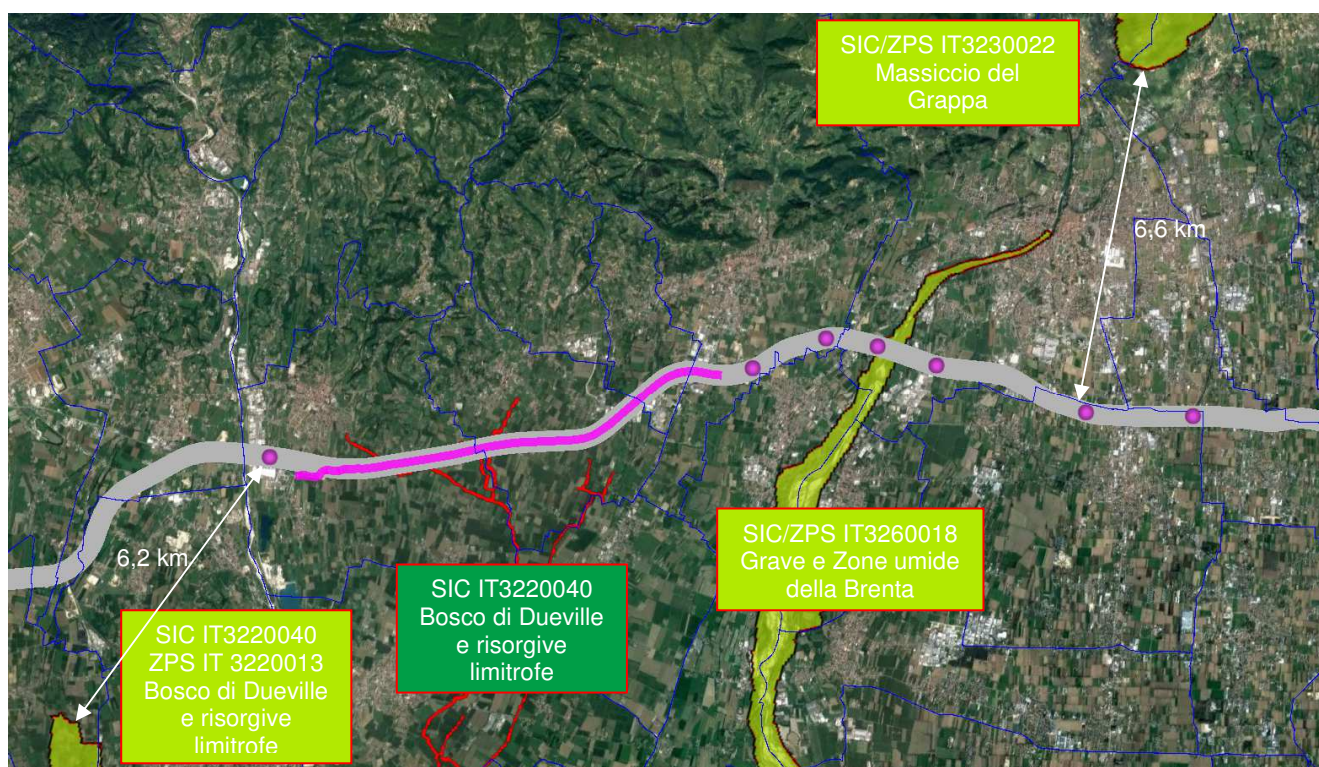 SIC/ZPS IT3230022
Massiccio del
Grappa
6,6 km
6,2 km
SIC IT3220040
ZPS IT 3220013
Bosco di Dueville
e risorgive
limitrofe
SIC IT3220040
Bosco di Dueville
e risorgive
limitrofe
SIC/ZPS IT3260018
Grave e Zone umide
della Brenta